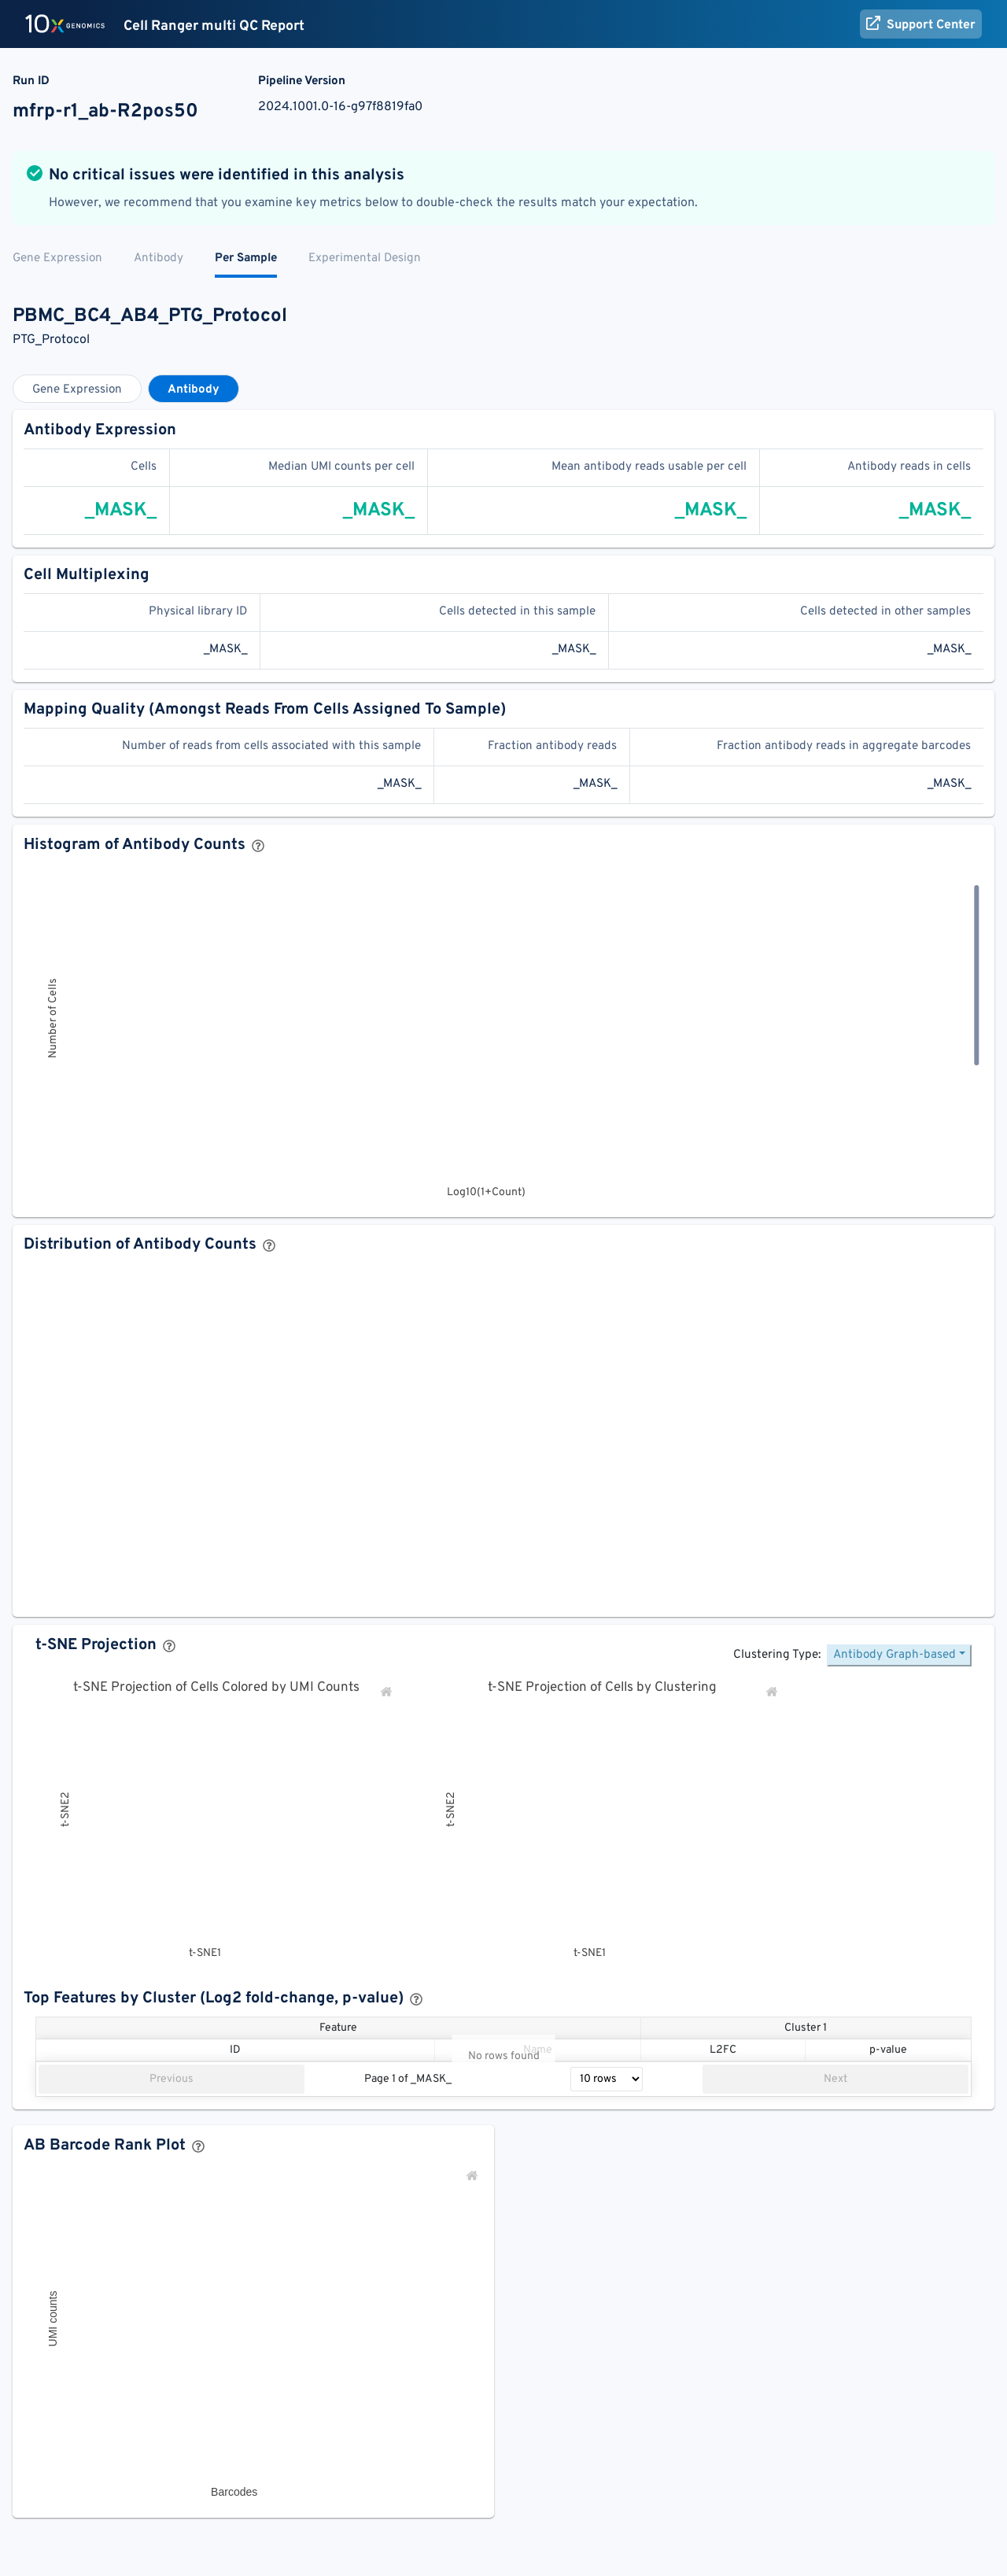 10x GENOMICS Cell Ranger multi QC Report Support Center
Run ID Pipeline Version
mfrp-r1_ab-R2pos50 2024.1001.0-16-g97f8819fa0
No critical issues were identified in this analysis
However, we recommend that you examine key metrics below to double-check the results match your expectation.
Gene Expression Antibody Per Sample Experimental Design
PBMC_BC4_AB4_PTG_Protocol
PTG_Protocol
Gene Expression Antibody
Antibody Expression
Cells Median UMI counts per cell Mean antibody reads usable per cell Antibody reads in cells
_MASK_ _MASK_ _MASK_ _MASK_
Cell Multiplexing
Physical library ID Cells detected in this sample Cells detected in other samples
_MASK_ _MASK_ _MASK_
Mapping Quality (Amongst Reads From Cells Assigned To Sample)
Number of reads from cells associated with this sample Fraction antibody reads Fraction antibody reads in aggregate barcodes
_MASK_ _MASK_ _MASK_
Histogram of Antibody Counts ?
Number of Cells
Log10(1+Count)
Distribution of Antibody Counts ?
t-SNE Projection ?
Clustering Type: Antibody Graph-based
t-SNE Projection of Cells Colored by UMI Counts t-SNE Projection of Cells by Clustering
t-SNE2 t-SNE2
t-SNE1 t-SNE1
Top Features by Cluster (Log2 fold-change, p-value) ?
Feature Cluster 1
ID Name L2FC p-value
No rows found
Previous Page 1 of _MASK_ 10 rows Next
AB Barcode Rank Plot ?
UMI counts
Barcodes